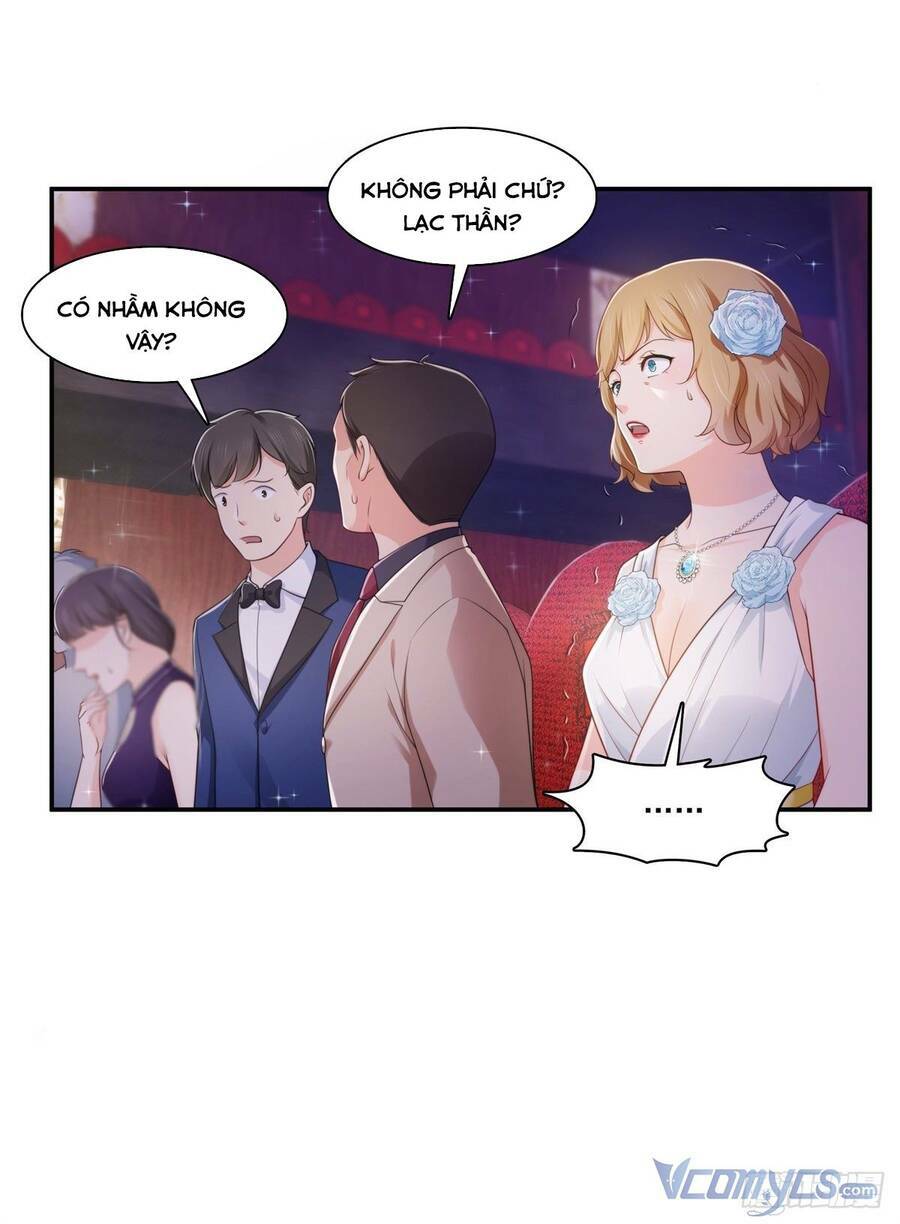 KHÔNG PHẢI CHỨ?
LẠC THẦN?
CÓ NHẦM KHÔNG
VẬY?
......
VCOMYCS.com